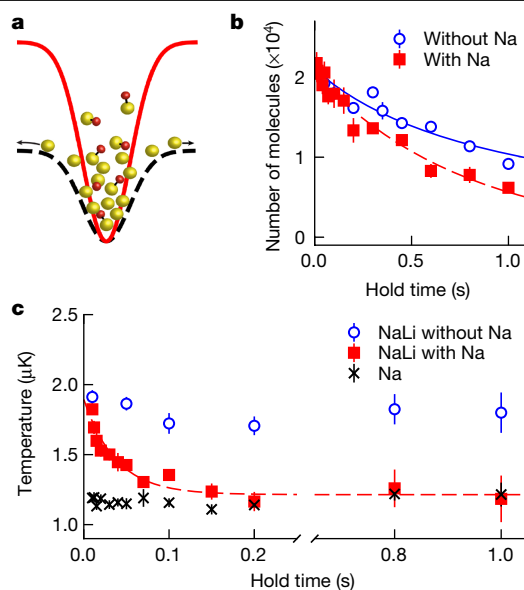 a
b
Number of molecules (×10⁴)
2
1
0
Without Na
With Na
0.0
0.5
1.0
Hold time (s)
c
Temperature (μK)
2.5
2.0
1.5
1.0
NaLi without Na
NaLi with Na
Na
0.0
0.1
0.2
0.8
1.0
Hold time (s)